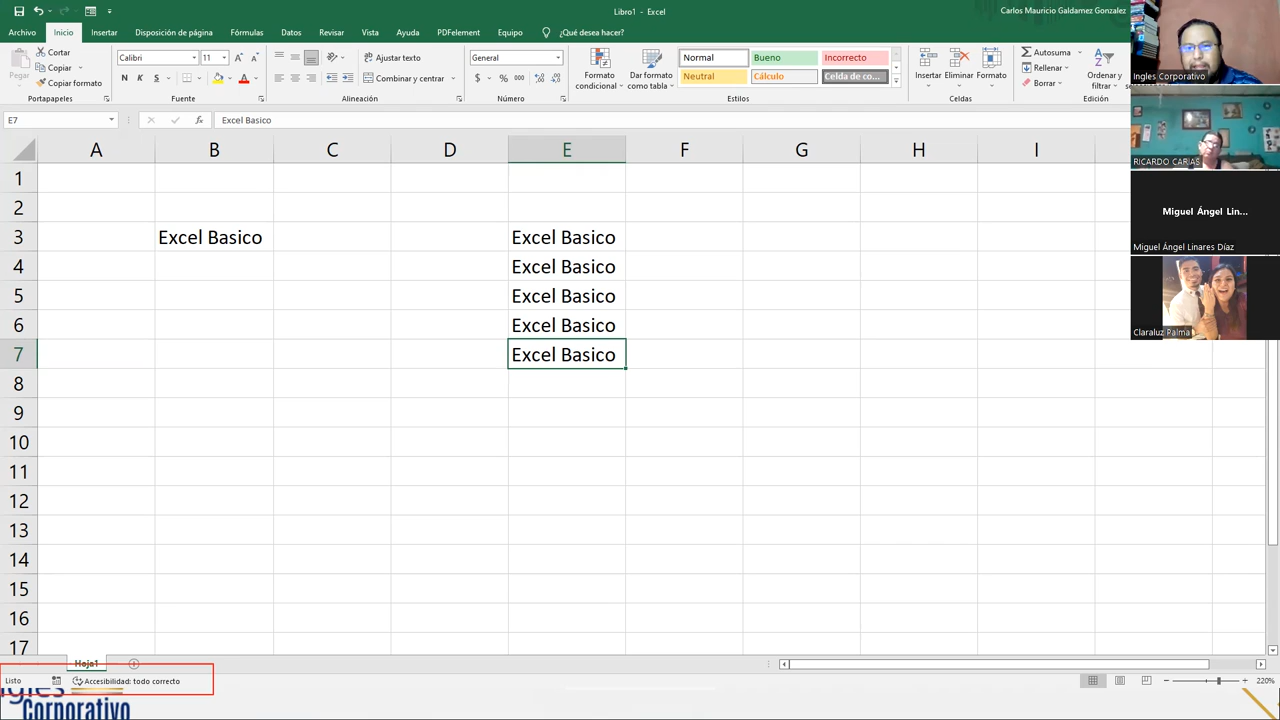 Libro1 - Excel
Carlos Mauricio Galdamez Gonzalez
Archivo Inicio Insertar Disposición de página Fórmulas Datos Revisar Vista Ayuda PDFelement Equipo ¿Qué desea hacer?
Pegar
Cortar
Copiar
Copiar formato
Portapapeles
Calibri 11
N K S
Fuente
Ajustar texto
Combinar y centrar
Alineación
General
$ % 000
Número
Formato condicional
Dar formato como tabla
Normal Bueno Incorrecto
Neutral Cálculo Celda de co...
Estilos
Insertar Eliminar Formato
Celdas
Autosuma
Rellenar
Borrar
Ordenar y filtrar
Edición
E7 fx Excel Basico
A B C D E F G H I
1
2
3 Excel Basico Excel Basico
4 Excel Basico
5 Excel Basico
6 Excel Basico
7 Excel Basico
8
9
10
11
12
13
14
15
16
17
Ingles Corporativo
RICARDO CARIAS
Miguel Ángel Lin...
Miguel Ángel Linares Díaz
Claraluz Palma
Hoja1
Listo Accesibilidad: todo correcto
220%
Ingles
Corporativo